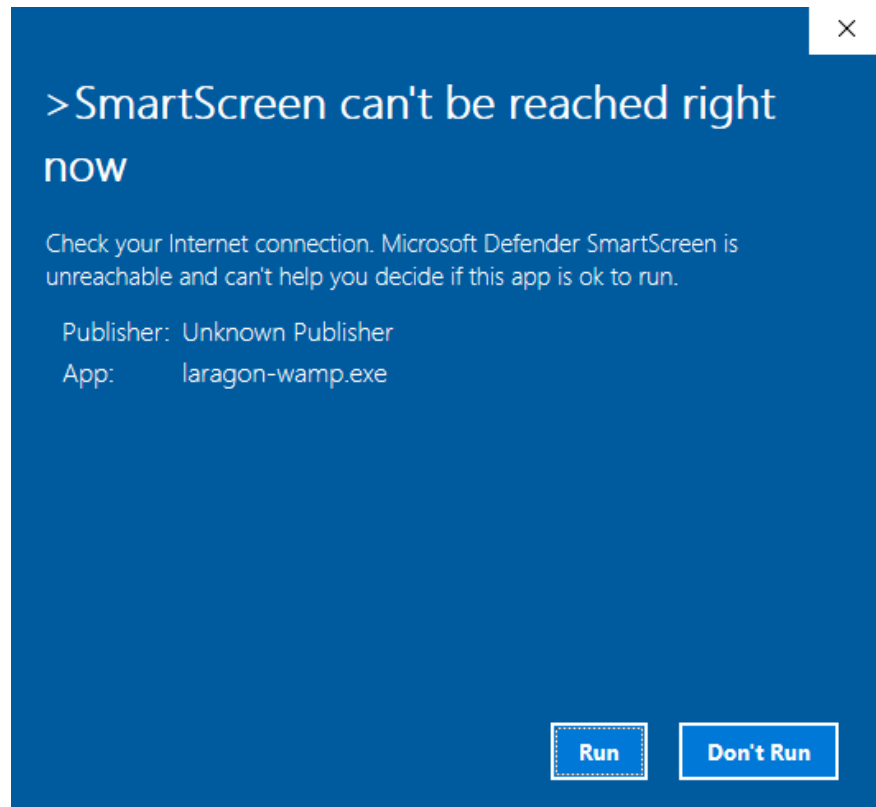 >SmartScreen can't be reached right
now
Check your Internet connection. Microsoft Defender SmartScreen is
unreachable and can't help you decide if this app is ok to run.
Publisher: Unknown Publisher
App: laragon-wamp.exe
Run Don't Run